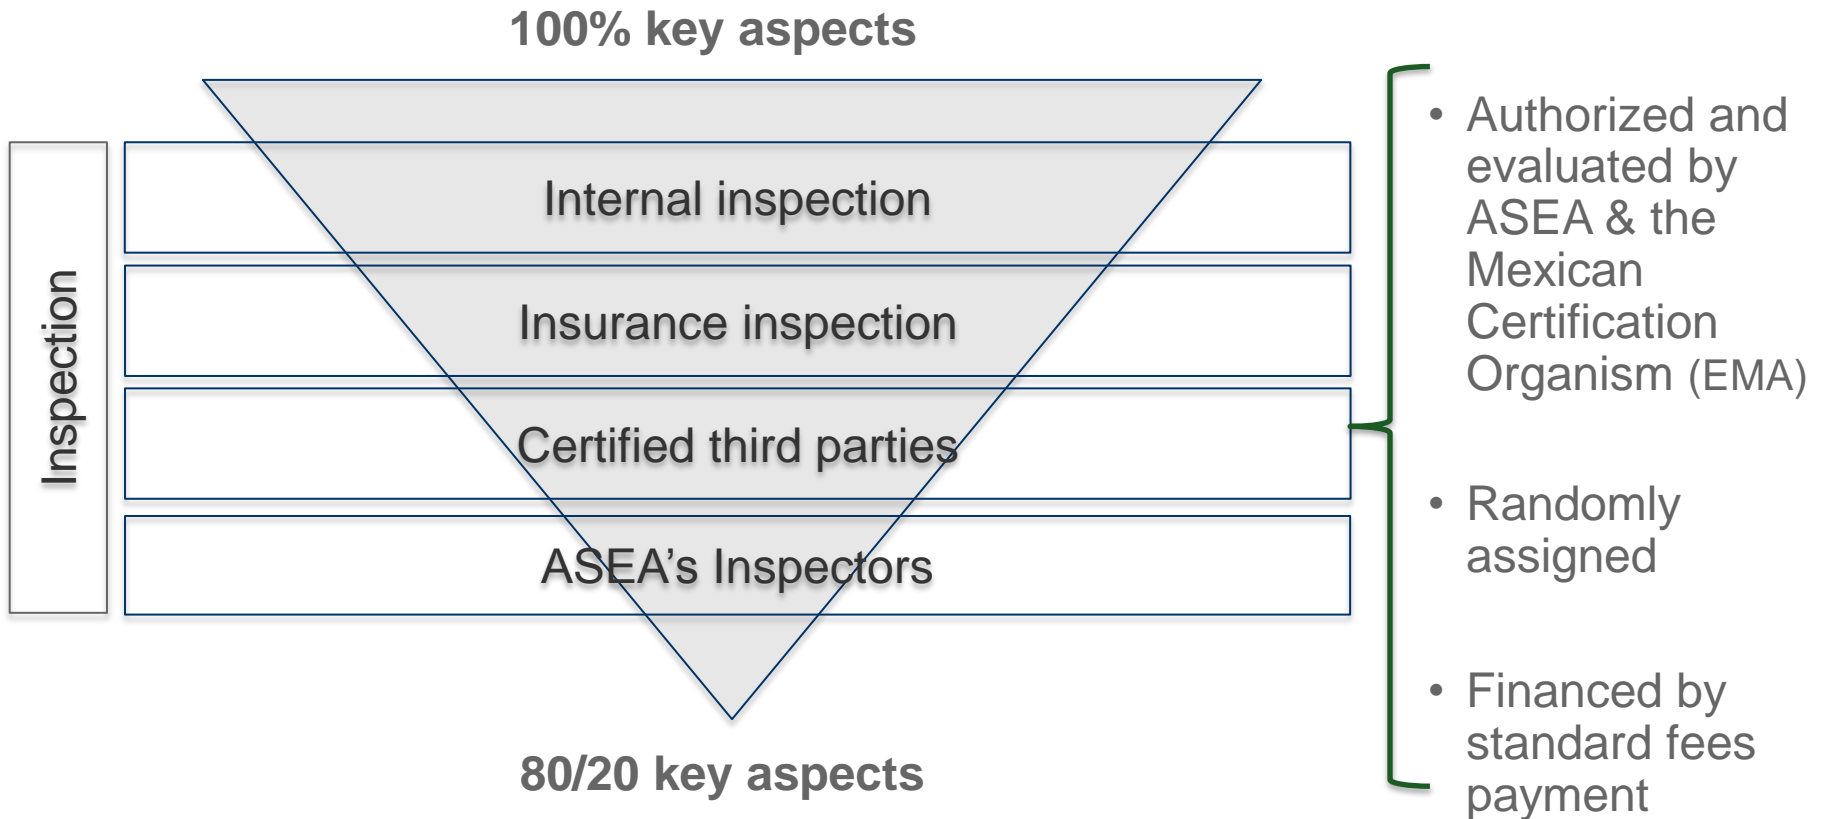 100% key aspects
Inspection
Internal inspection
Insurance inspection
Certified third parties
ASEA’s Inspectors
80/20 key aspects
• Authorized and
evaluated by
ASEA & the
Mexican
Certification
Organism (EMA)
• Randomly
assigned
• Financed by
standard fees
payment